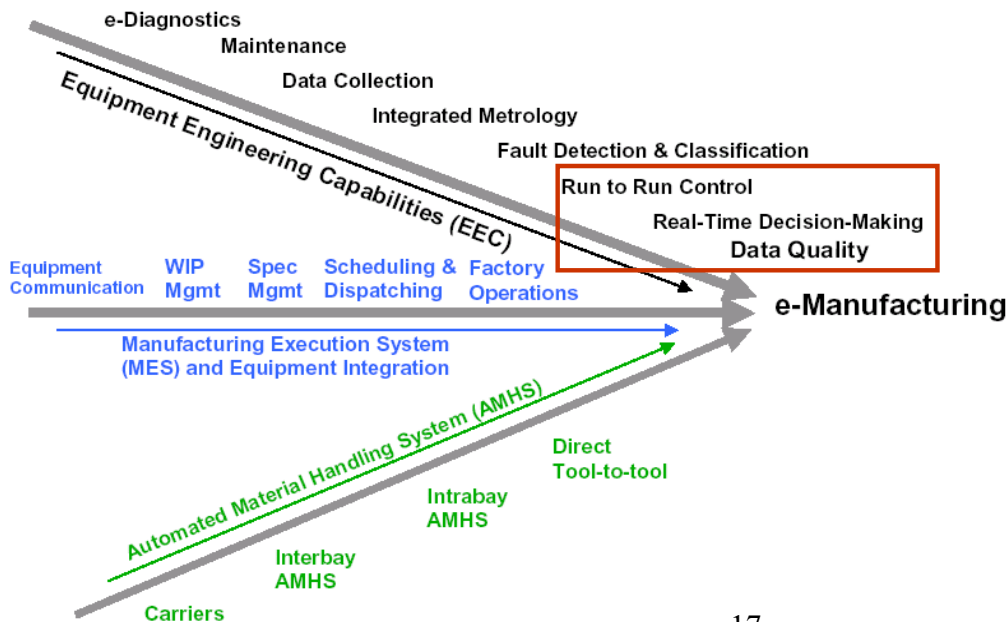 e-Diagnostics
Maintenance
Data Collection
Integrated Metrology
Fault Detection & Classification
Run to Run Control
Real-Time Decision-Making
Data Quality
Equipment Engineering Capabilities (EEC)
Equipment
Communication
WIP
Mgmt
Spec
Mgmt
Scheduling &
Dispatching
Factory
Operations
e-Manufacturing
Manufacturing Execution System
(MES) and Equipment Integration
Automated Material Handling System (AMHS)
Direct
Tool-to-tool
Intrabay
AMHS
Interbay
AMHS
Carriers
17